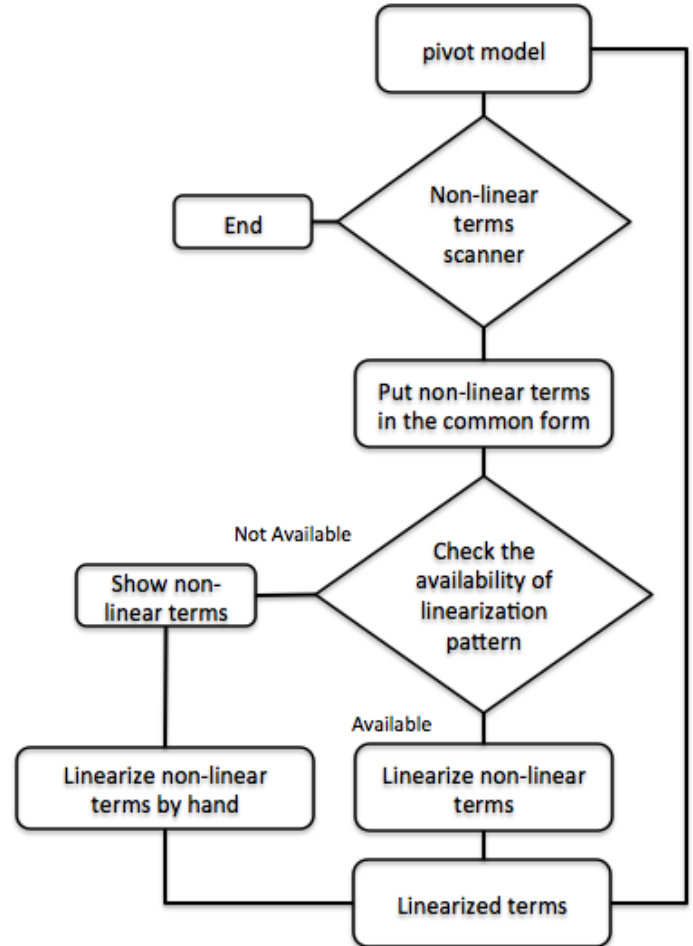 pivot model
Non-linear
terms
scanner
End
Put non-linear terms
in the common form
Not Available
Check the
availability of
linearization
pattern
Show non-
linear terms
Available
Linearize non-linear
terms by hand
Linearize non-linear
terms
Linearized terms